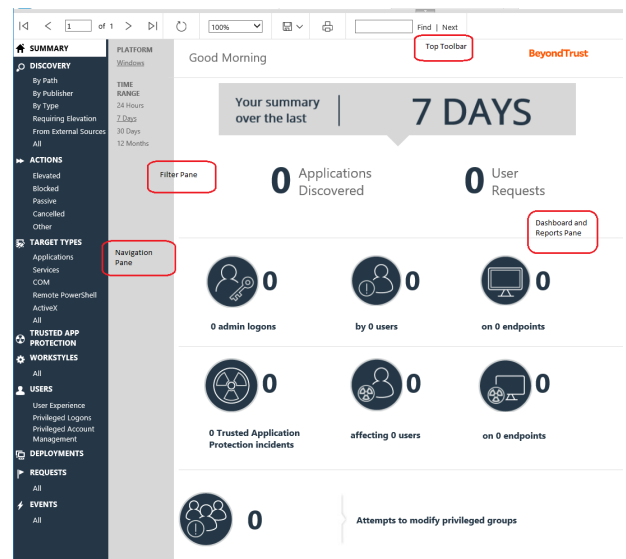 1 of 1 100% Find | Next
Top Toolbar
SUMMARY
DISCOVERY
By Path
By Publisher
By Type
Requiring Elevation
From External Sources
All
ACTIONS
Elevated
Blocked
Passive
Cancelled
Other
TARGET TYPES
Applications
Services
COM
Remote PowerShell
ActiveX
All
TRUSTED APP
PROTECTION
WORKSTYLES
All
USERS
User Experience
Privileged Logons
Privileged Account
Management
DEPLOYMENTS
REQUESTS
All
EVENTS
All
Navigation
Pane
PLATFORM
Windows
TIME
RANGE
24 Hours
7 Days
30 Days
12 Months
Filter Pane
Good Morning
BeyondTrust
Your summary
over the last
7 DAYS
0 Applications
Discovered
0 User
Requests
Dashboard and
Reports Pane
0
0 admin logons
0
by 0 users
0
on 0 endpoints
0
0 Trusted Application
Protection incidents
0
affecting 0 users
0
on 0 endpoints
0
Attempts to modify privileged groups